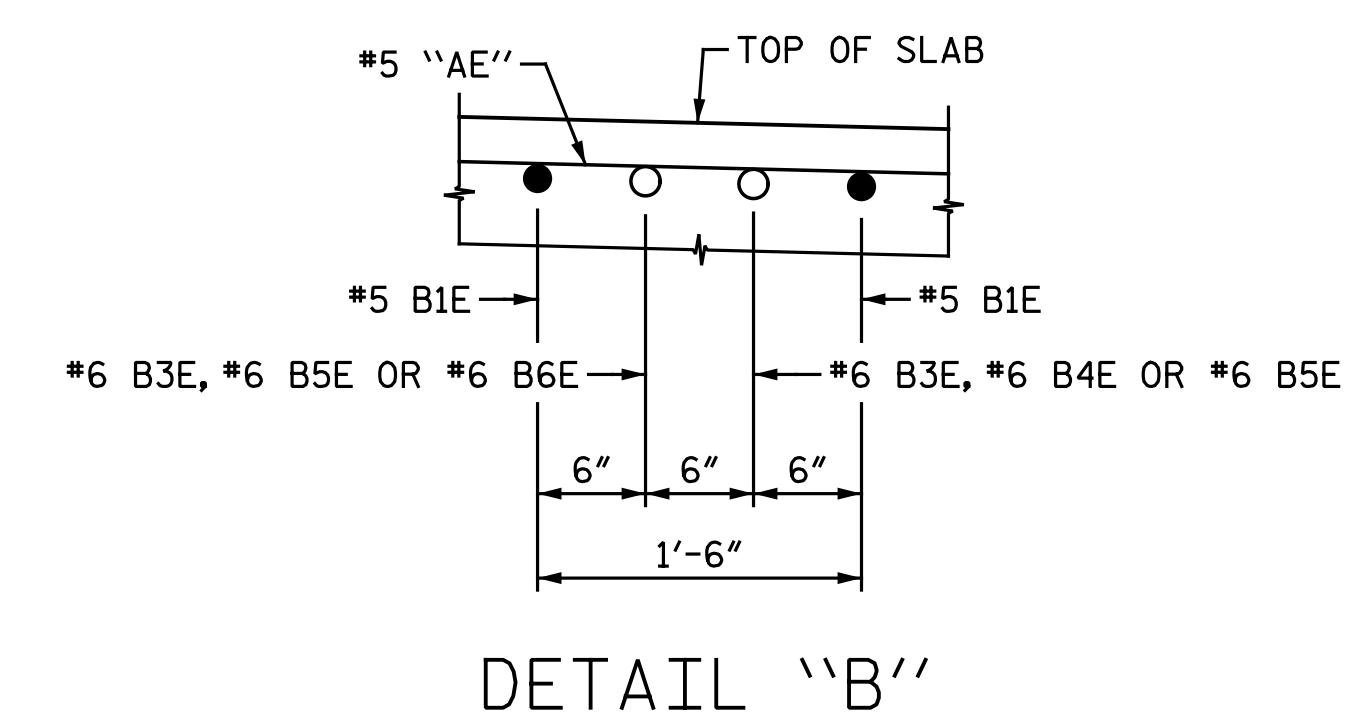 TOP OF SLAB
#5 "AE"
#5 B1E #5 B1E
#6 B3E, #6 B5E OR #6 B6E #6 B3E, #6 B4E OR #6 B5E
6" 6" 6"
1'-6"
DETAIL "B"